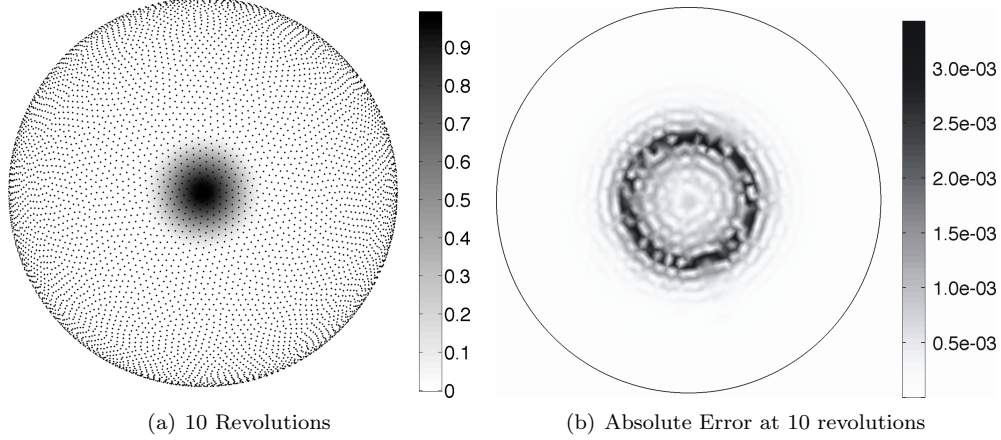 0.9
0.8
0.7
0.6
0.5
0.4
0.3
0.2
0.1
0
(a) 10 Revolutions
3.0e-03
2.5e-03
2.0e-03
1.5e-03
1.0e-03
0.5e-03
(b) Absolute Error at 10 revolutions